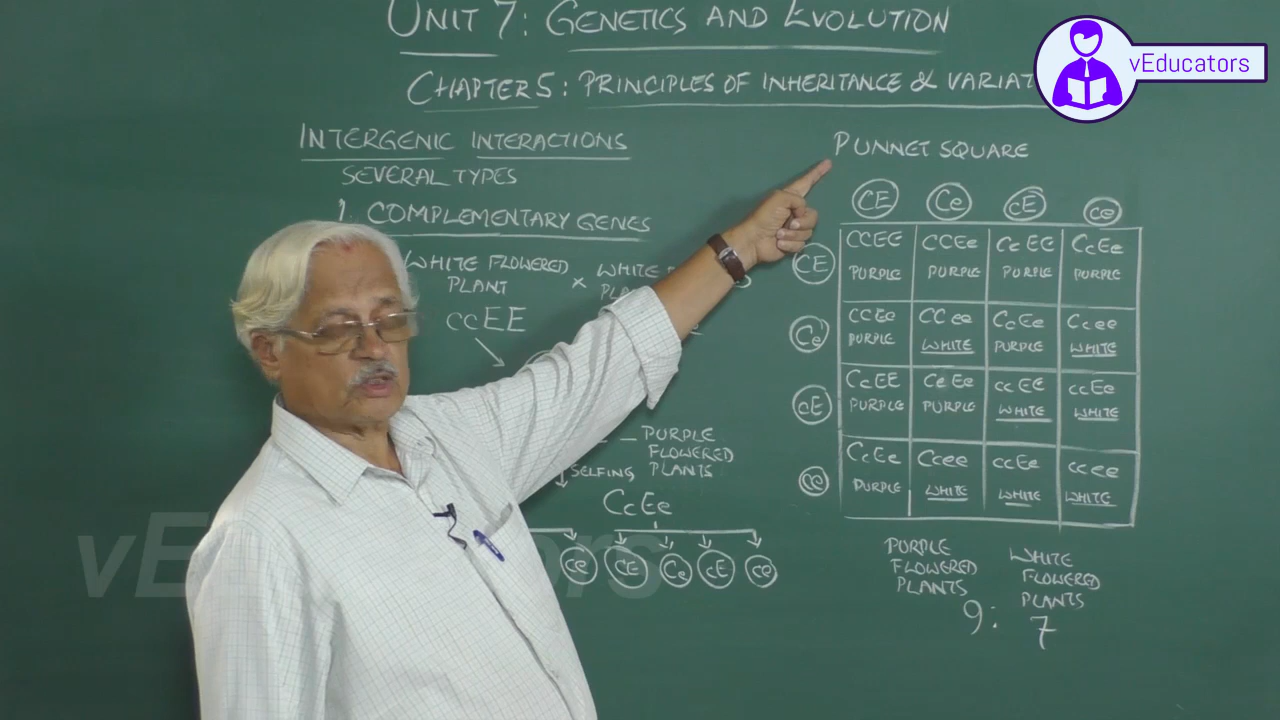 UNIT 7: GENETICS AND EVOLUTION
vEducators
CHAPTER 5: PRINCIPLES OF INHERITANCE & VARIAT
INTERGENIC INTERACTIONS
SEVERAL TYPES
1. COMPLEMENTARY GENES
WHITE FLOWERED × WHITE
PLANT
ccEE
PURPLE
FLOWERED
PLANTS
SELFING
CcEe
ce CE Ce cE ce
PUNNET SQUARE
CE Ce cE ce
CE CCEE CCEe CcEE CcEe
PURPLE PURPLE PURPLE PURPLE
Ce CCEe CCee CcEe Ccee
PURPLE WHITE PURPLE WHITE
cE CcEE CcEe ccEE ccEe
PURPLE PURPLE WHITE WHITE
ce CcEe Ccee ccEe ccee
PURPLE WHITE WHITE WHITE
PURPLE FLOWERED PLANTS
WHITE FLOWERED PLANTS
9: 7
vEducators